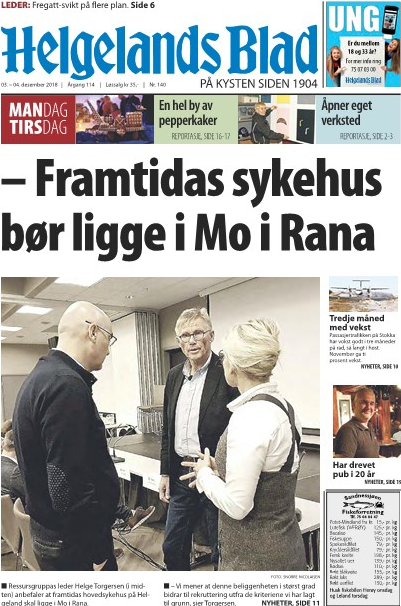 LEDER: Fregatt-svikt på flere plan. Side 6
Helgelands Blad
03. – 04. desember 2018 | Årgang 114 | Løssalg kr 35,- | Nr. 140
PÅ KYSTEN SIDEN 1904
UNG
Er du mellom
18 og 33 år?
For mer info ring
75 07 03 00
Helgelands Blad
MANDAG
TIRSDAG
En hel by av
pepperkaker
REPORTASJE, SIDE 16-17
Åpner eget
verksted
REPORTASJE, SIDE 2-3
– Framtidas sykehus
bør ligge i Mo i Rana
Tredje måned
med vekst
Passasjertrafikken på Stokka
har vokst godt i tre måneder
på rad, så langt i høst.
November ga ti
prosent vekst.
NYHETER, SIDE 10
Har drevet
pub i 20 år
NYHETER, SIDE 15
FOTO: SNORRE NICOLAISEN
Ressursgruppas leder Helge Torgersen (i mid-
ten) anbefaler at framtidas hovedsykehus på Hel-
geland skal ligge i Mo i Rana.
– Vi mener at denne beliggenheten i størst grad
bidrar til rekruttering utfra de kriteriene vi har lagt
til grunn, sier Torgersen.
NYHETER, SIDE 11
Sandnessjøen
Fiskeforretning